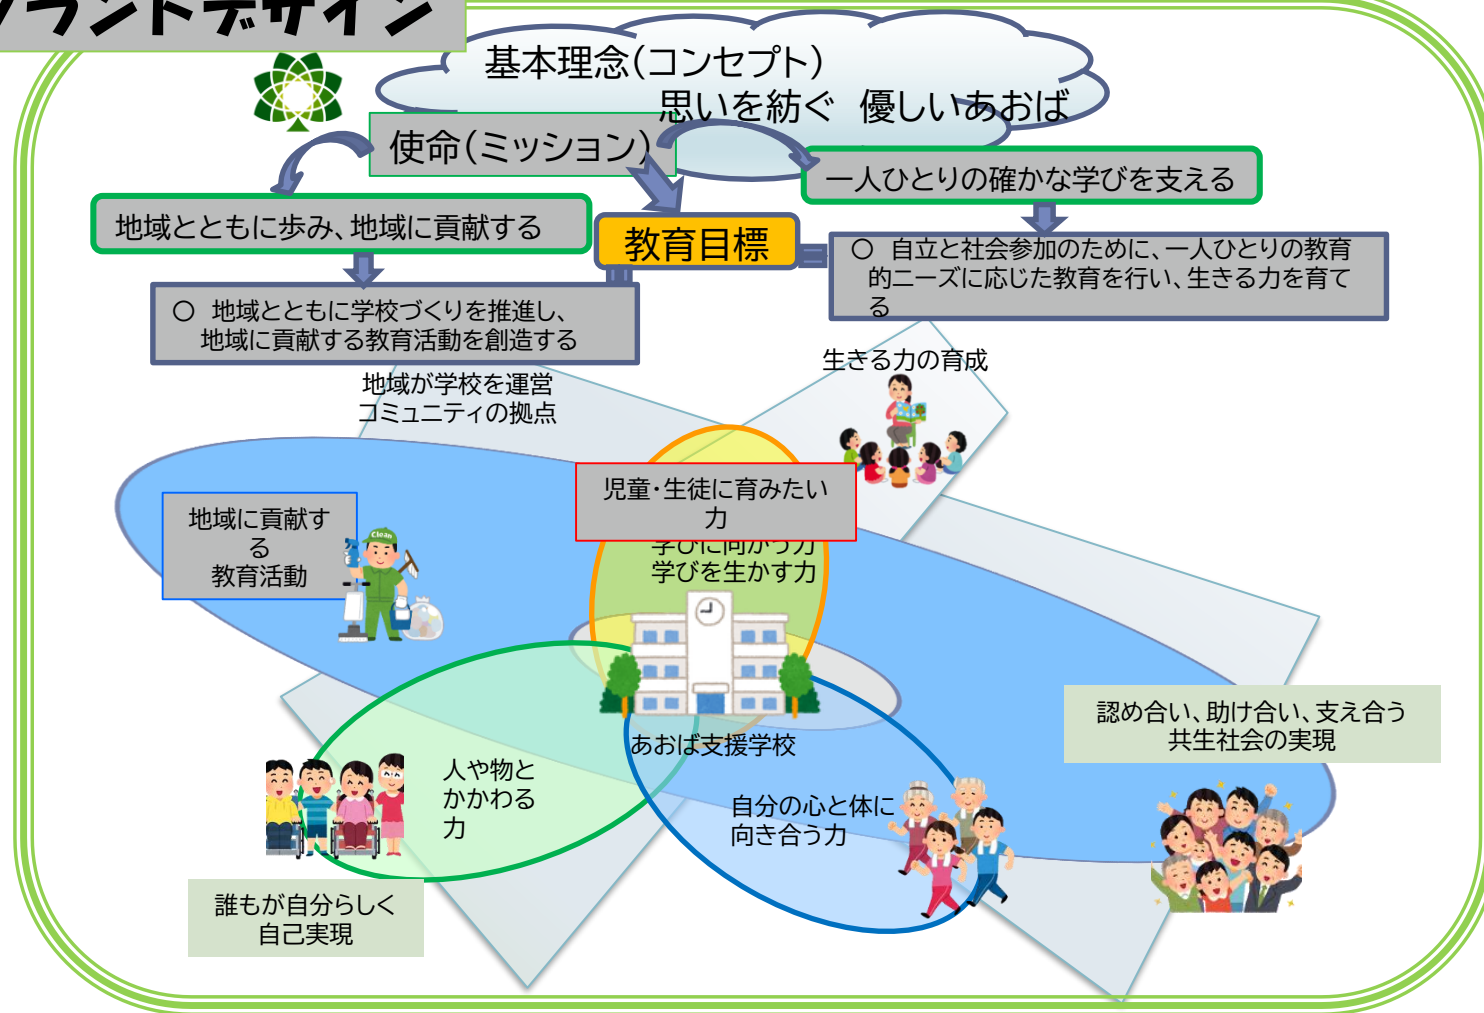 グランドデザイン
基本理念(コンセプト)
思いを紡ぐ 優しいあおば
使命(ミッション)
一人ひとりの確かな学びを支える
地域とともに歩み、地域に貢献する
教育目標
〇 自立と社会参加のために、一人ひとりの教育
的ニーズに応じた教育を行い、生きる力を育て
る
〇 地域とともに学校づくりを推進し、
地域に貢献する教育活動を創造する
生きる力の育成
地域が学校を運営
コミュニティの拠点
児童・生徒に育みたい
力
学びに向かう力
学びを生かす力
地域に貢献す
る
教育活動
Clean
あおば支援学校
認め合い、助け合い、支え合う
共生社会の実現
人や物と
かかわる
力
自分の心と体に
向き合う力
誰もが自分らしく
自己実現